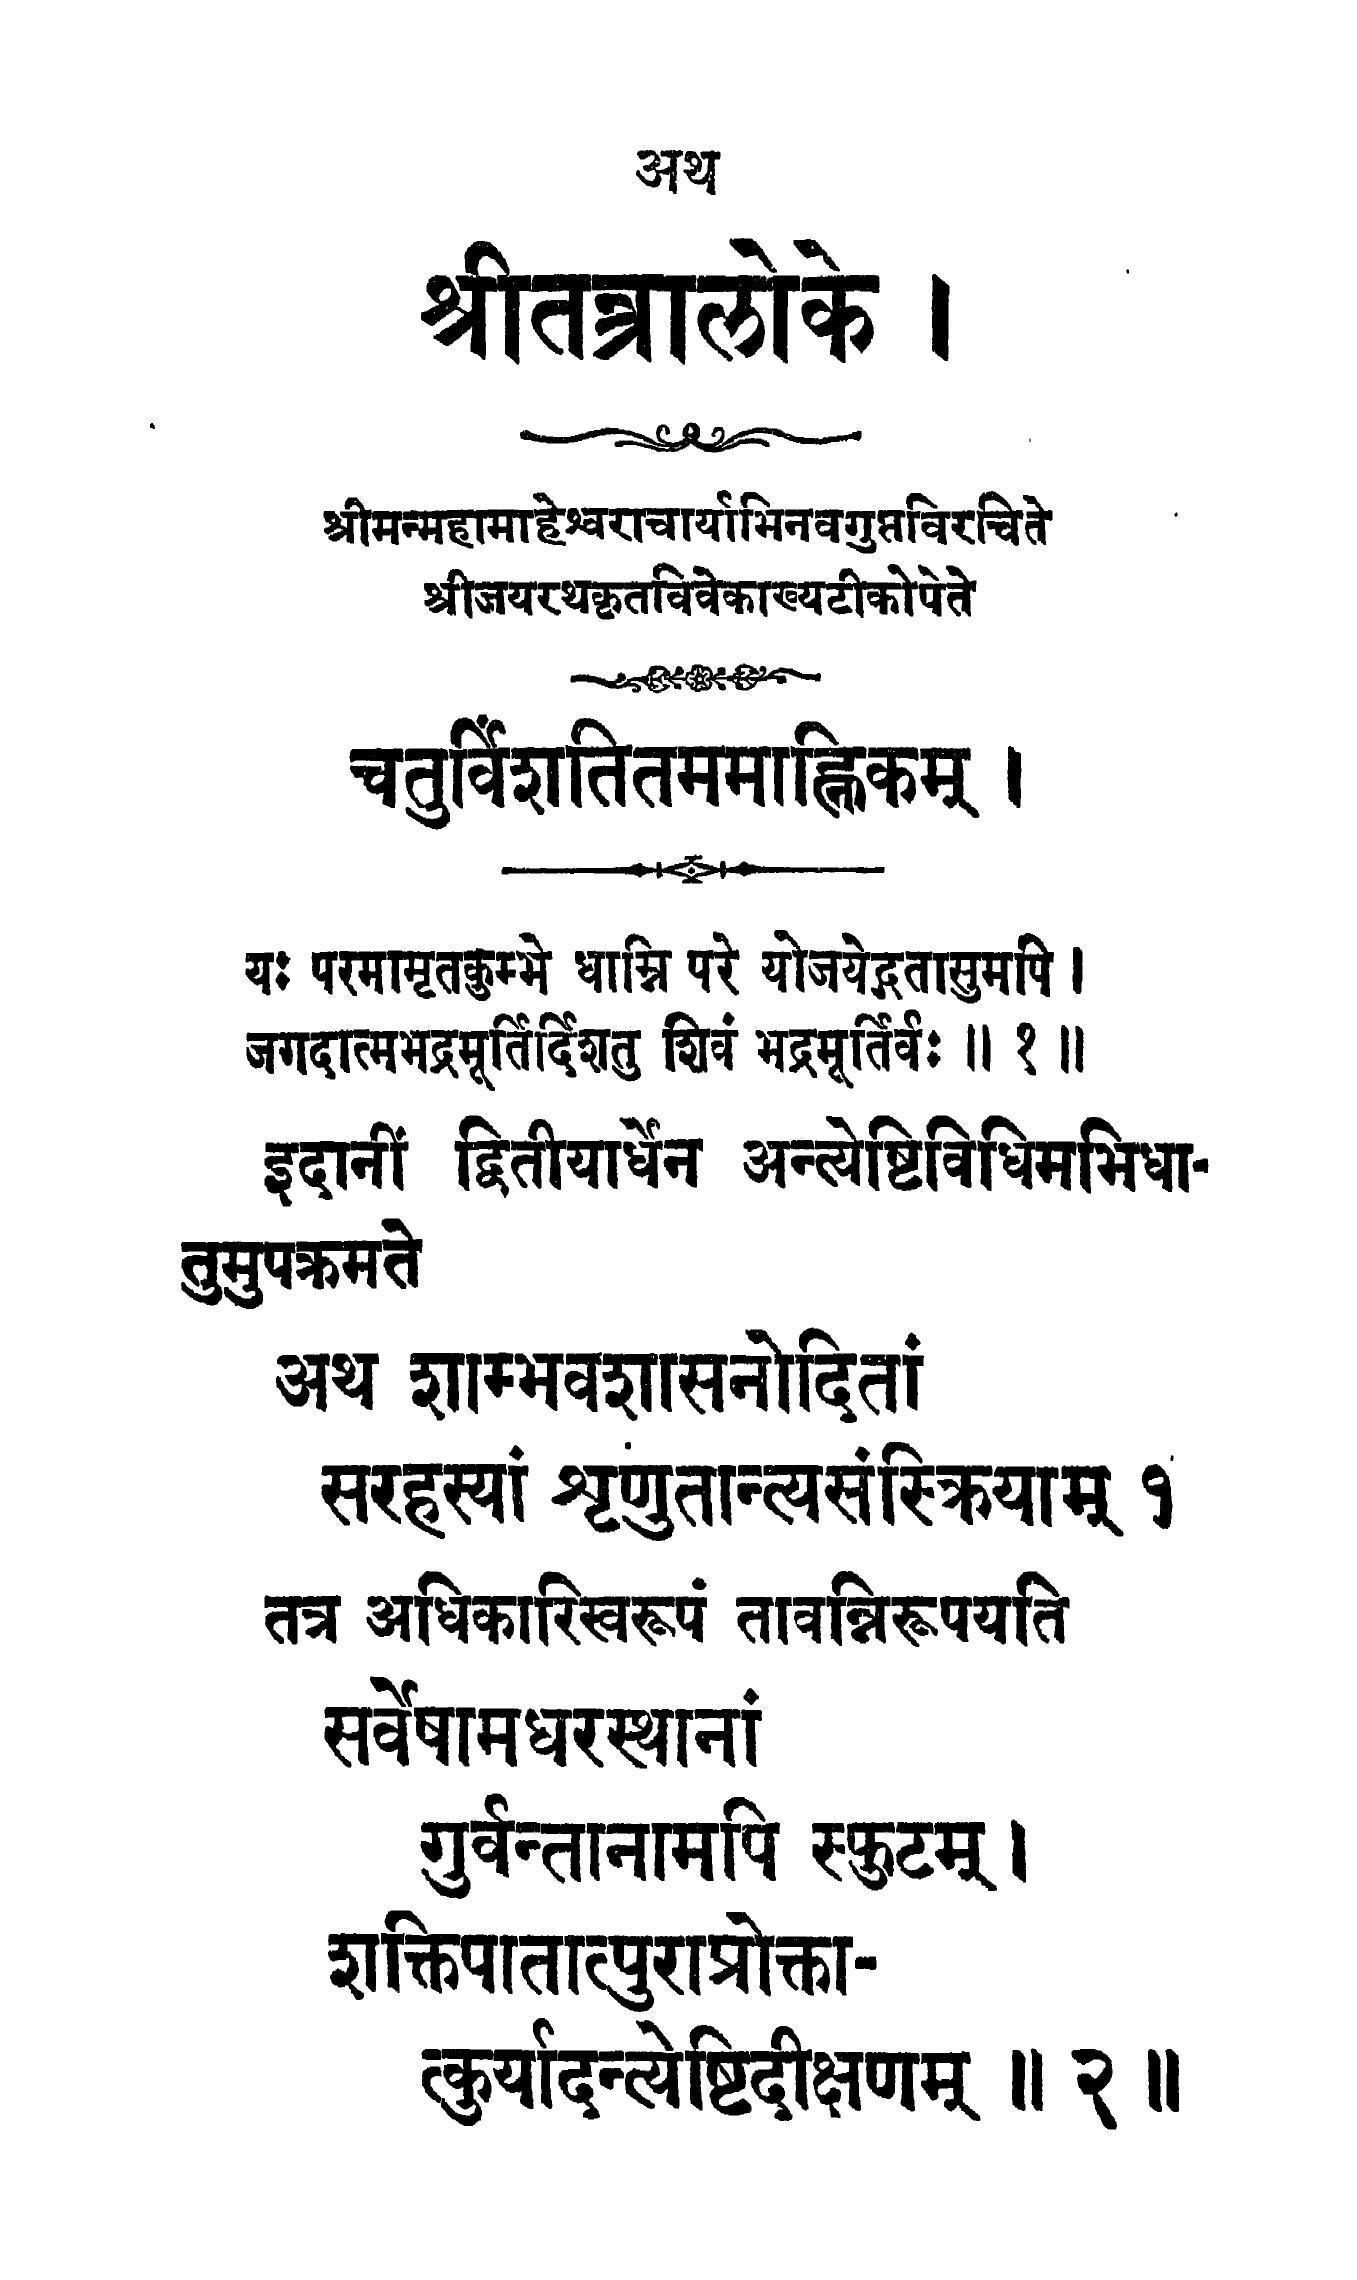 अथ
श्रीतन्त्रालोके ।
श्रीमन्महामाहेश्वराचार्याभिनवगुप्तविरचिते
श्रीजयरथकृतविवेकाख्यटीकोपेते
चतुर्विंशतितममाह्निकम् ।
यः परमामृतकुम्भे धाम्नि परे योजयेद्गतासुमपि ।
जगदात्मभद्रमूर्तिर्दिशतु शिवं भद्रमूर्तिर्वः ॥ १ ॥
इदानीं द्वितीयार्धेन अन्त्येष्टिविधिमभिधा-
तुमुपक्रमते
अथ शाम्भवशासनोदितां
सरहस्यां शृणुतान्त्यसंस्क्रियाम् १
तत्र अधिकारिस्वरूपं तावन्निरूपयति
सर्वेषामधरस्थानां
गुर्वन्तानामपि स्फुटम् ।
शक्तिपातात्पुराप्रोक्ता-
त्कुर्यादन्त्येष्टिदीक्षणम् ॥ २ ॥